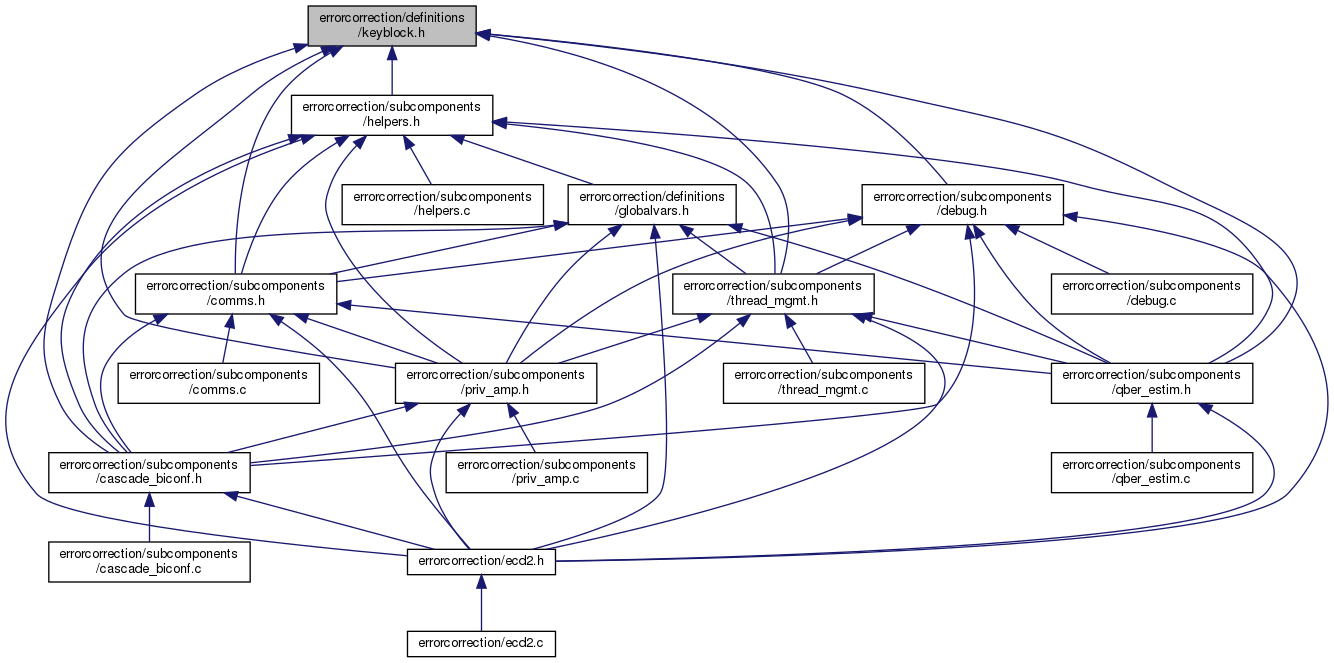 errorcorrection/definitions
/keyblock.h
errorcorrection/subcomponents
/helpers.h
errorcorrection/subcomponents
/helpers.c
errorcorrection/definitions
/globalvars.h
errorcorrection/subcomponents
/debug.h
errorcorrection/subcomponents
/comms.h
errorcorrection/subcomponents
/thread_mgmt.h
errorcorrection/subcomponents
/debug.c
errorcorrection/subcomponents
/comms.c
errorcorrection/subcomponents
/priv_amp.h
errorcorrection/subcomponents
/thread_mgmt.c
errorcorrection/subcomponents
/qber_estim.h
errorcorrection/subcomponents
/cascade_biconf.h
errorcorrection/subcomponents
/priv_amp.c
errorcorrection/subcomponents
/qber_estim.c
errorcorrection/subcomponents
/cascade_biconf.c
errorcorrection/ecd2.h
errorcorrection/ecd2.c